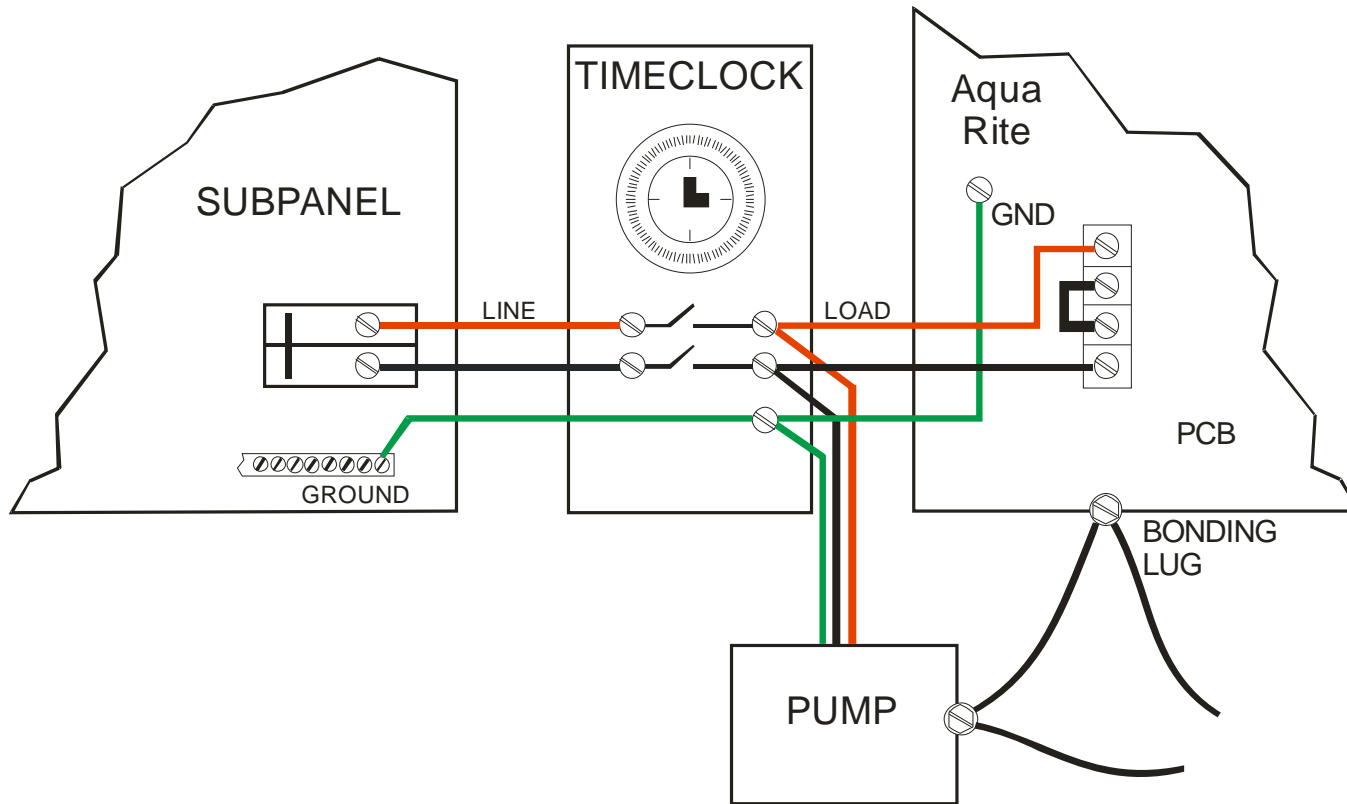 TIMECLOCK
Aqua
Rite
SUBPANEL
GND
LINE
LOAD
PCB
GROUND
BONDING
LUG
PUMP